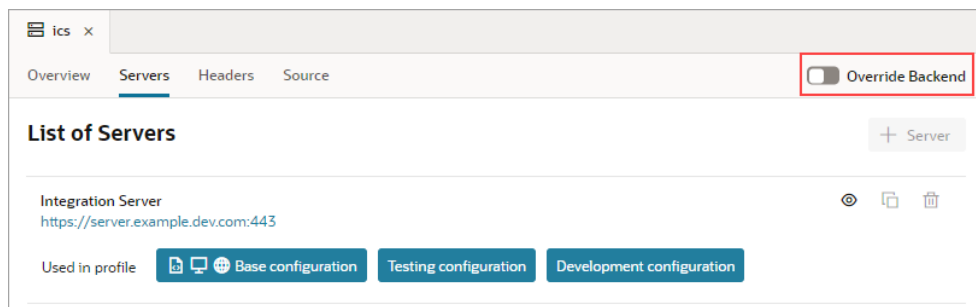 ics ×
Overview Servers Headers Source Override Backend
List of Servers + Server
Integration Server
https://server.example.dev.com:443
Used in profile Base configuration Testing configuration Development configuration